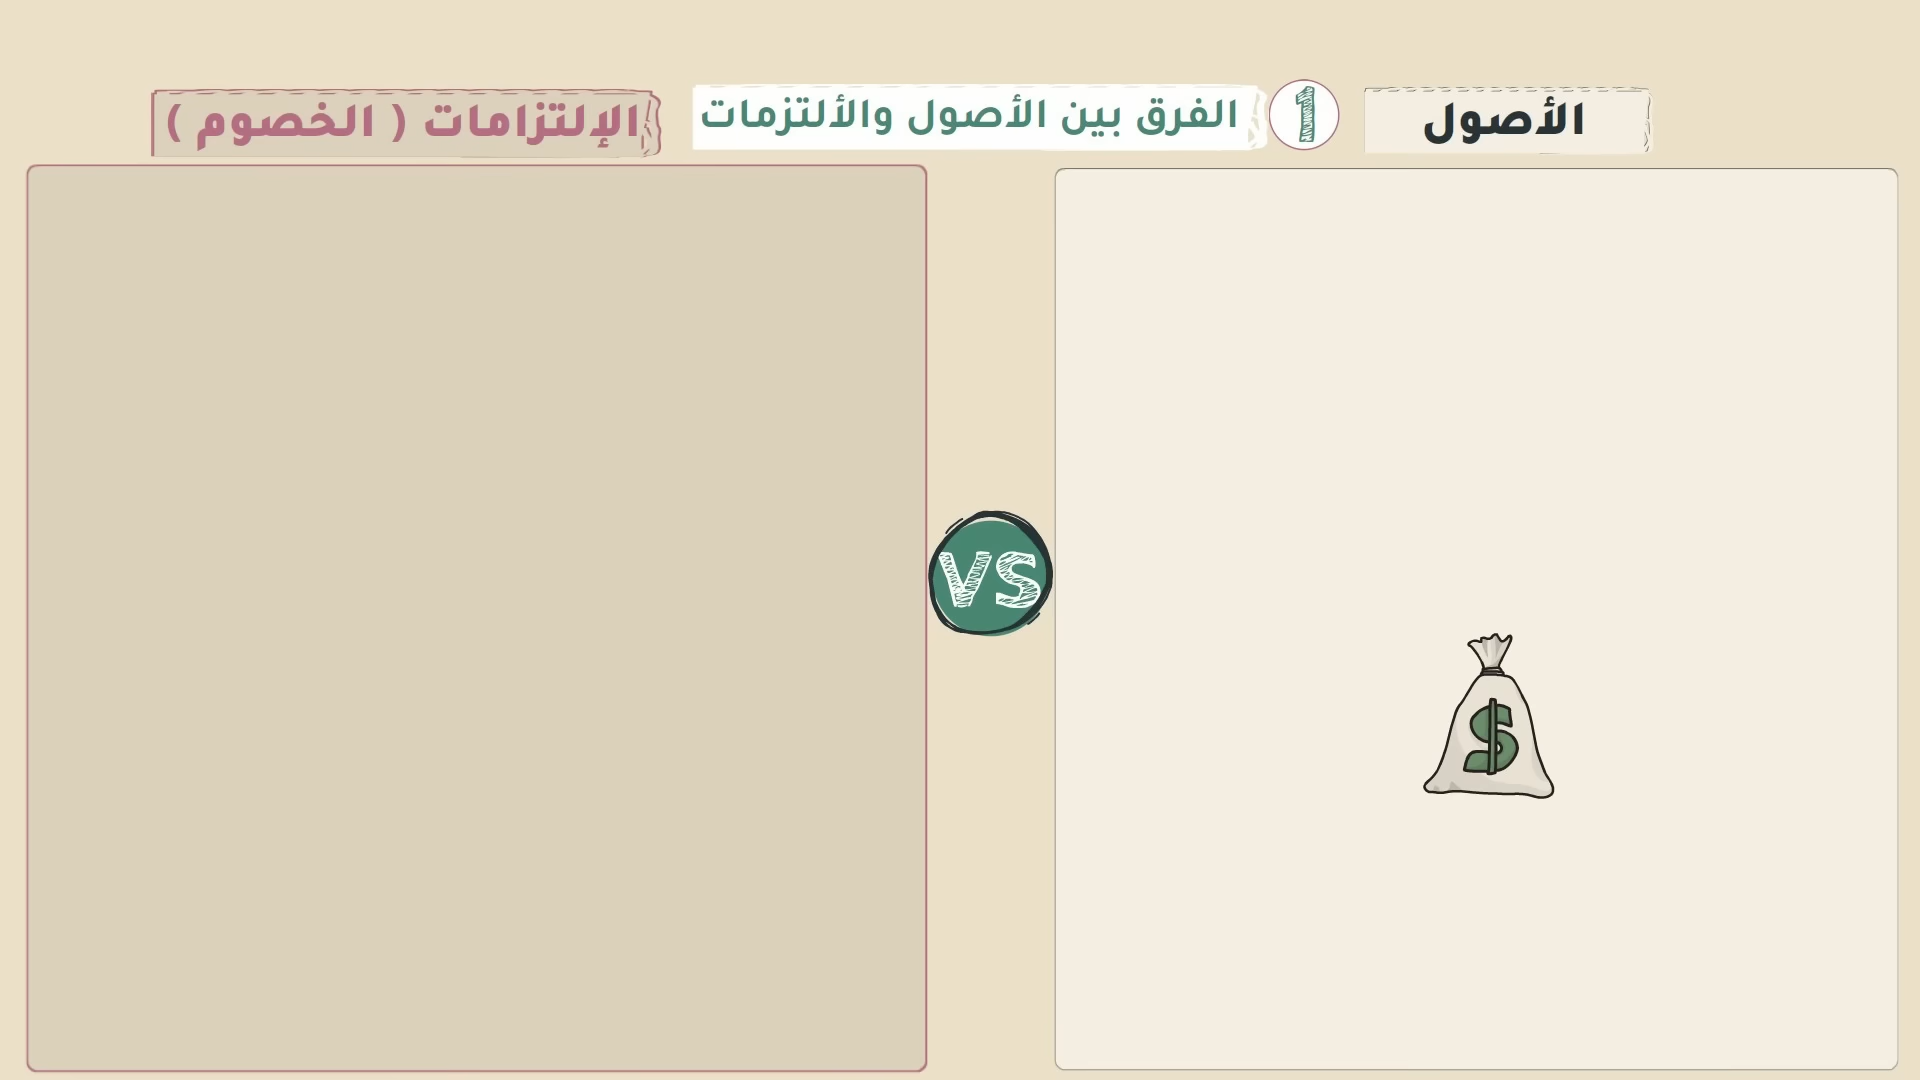 الأصول
1 الفرق بين الأصول والألتزمات
الإلتزامات ( الخصوم )
VS
$